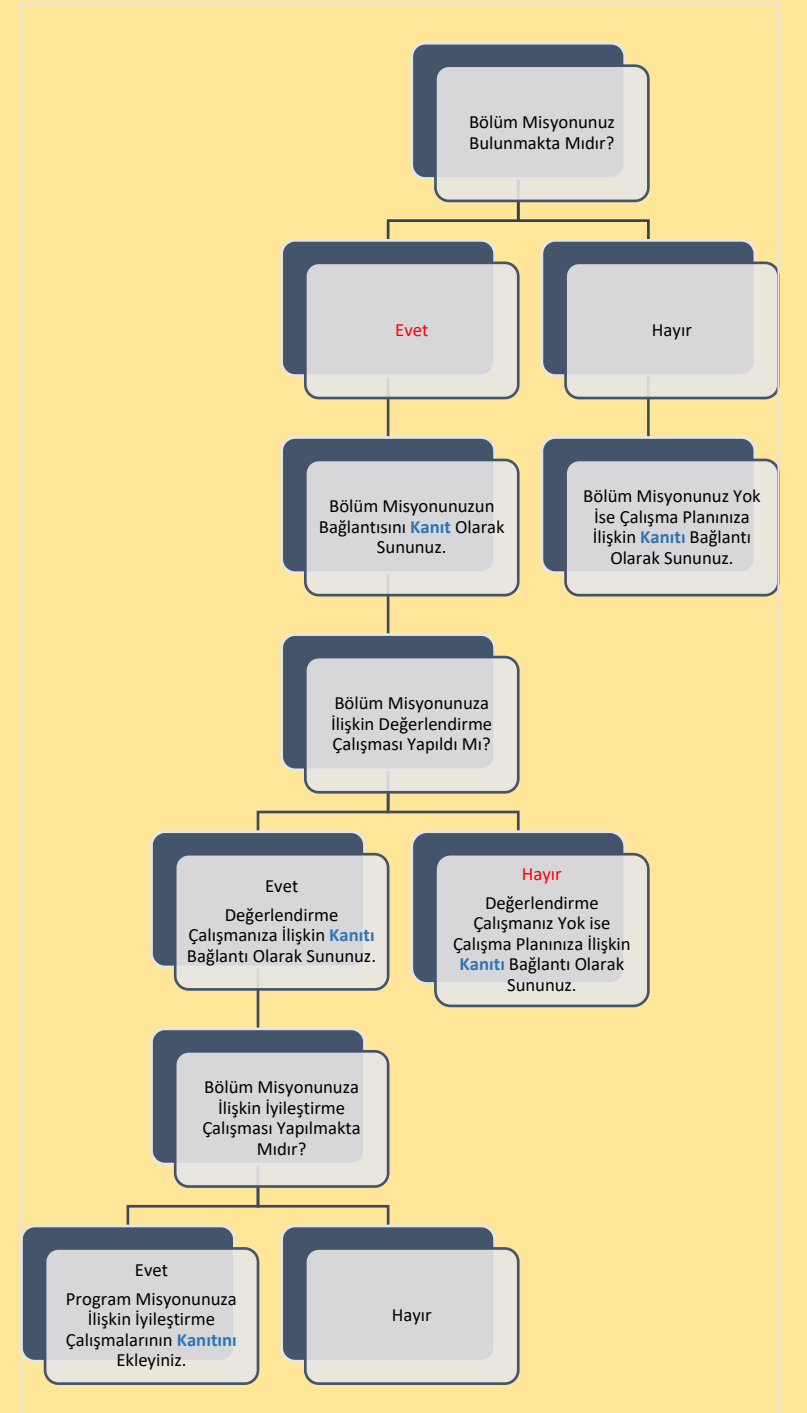 Bölüm Misyonunuz
Bulunmakta Mıdır?
Evet
Hayır
Bölüm Misyonunuzun
Bağlantısını Kanıt Olarak
Sununuz.
Bölüm Misyonunuz Yok
İse Çalışma Planınıza
İlişkin Kanıtı Bağlantı
Olarak Sununuz.
Bölüm Misyonunuza
İlişkin Değerlendirme
Çalışması Yapıldı Mı?
Evet
Değerlendirme
Çalışmanıza İlişkin Kanıtı
Bağlantı Olarak Sununuz.
Hayır
Değerlendirme
Çalışmanız Yok ise
Çalışma Planınıza İlişkin
Kanıtı Bağlantı Olarak
Sununuz.
Bölüm Misyonunuza
İlişkin İyileştirme
Çalışması Yapılmakta
Mıdır?
Evet
Program Misyonunuza
İlişkin İyileştirme
Çalışmalarının Kanıtını
Ekleyiniz.
Hayır